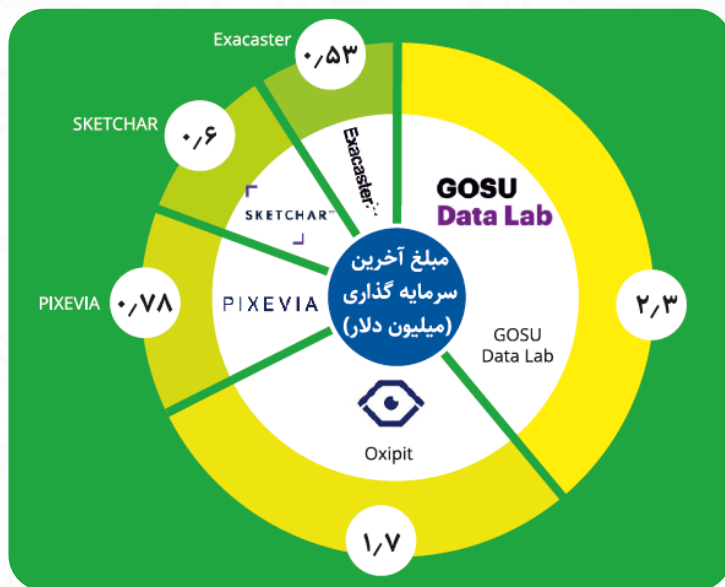 Exacaster
۰٫۵۳
SKETCHAR
۰٫۶
Exacaster
GOSU
Data Lab
SKETCHAR™
مبلغ آخرین
سرمایه گذاری
(میلیون دلار)
PIXEVIA
۰٫۷۸
PIXEVIA
۲٫۳
GOSU
Data Lab
Oxipit
۱٫۷